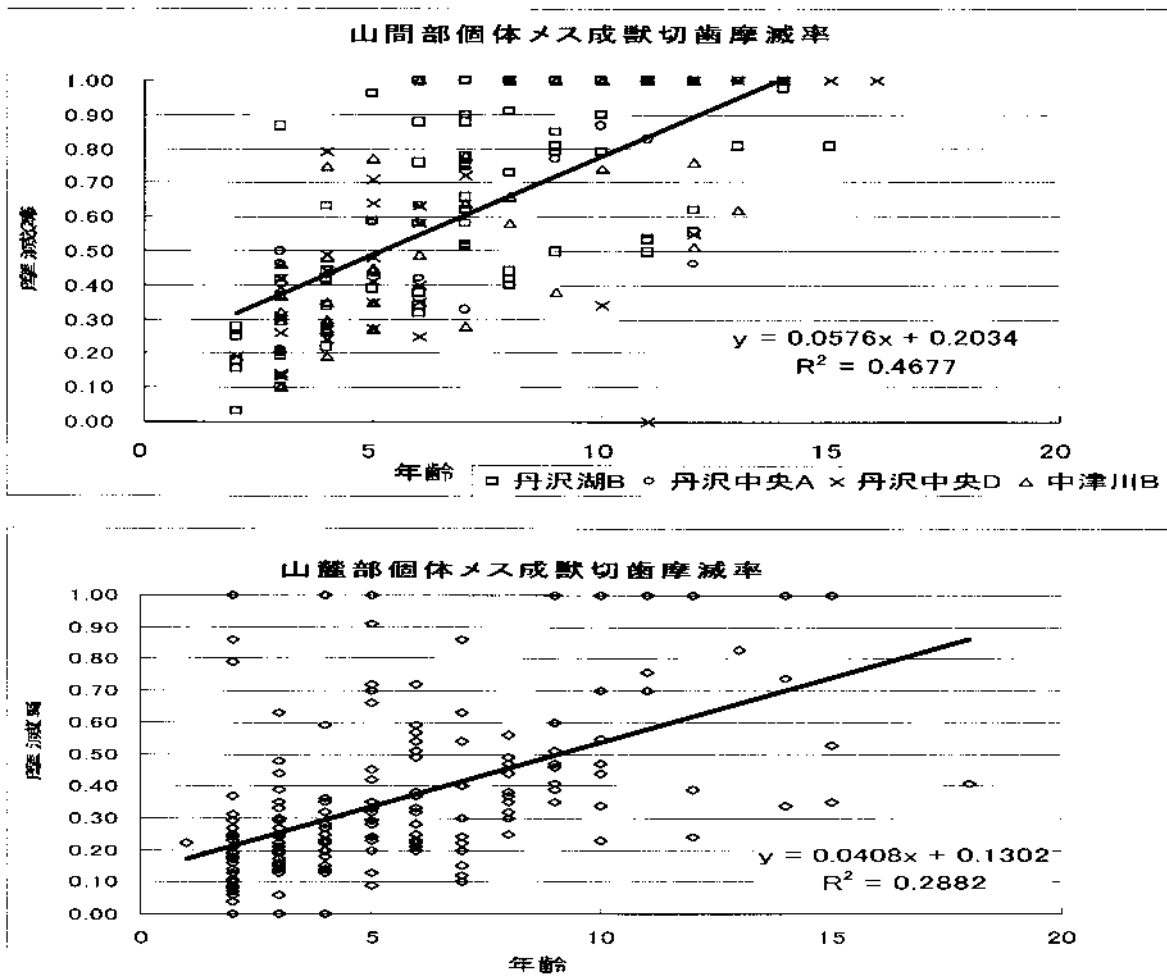 山間部個体メス成獣切歯摩滅率
1.00
0.90
0.80
0.70
0.60
0.50
0.40
0.30
0.20
0.10
0.00
摩滅率
y = 0.0576x + 0.2034
R² = 0.4677
0 5 10 15 20
年齢
□ 丹沢湖B ○ 丹沢中央A × 丹沢中央D △ 中津川B
山麓部個体メス成獣切歯摩滅率
1.00
0.90
0.80
0.70
0.60
0.50
0.40
0.30
0.20
0.10
0.00
摩滅率
y = 0.0408x + 0.1302
R² = 0.2882
0 5 10 15 20
年齢